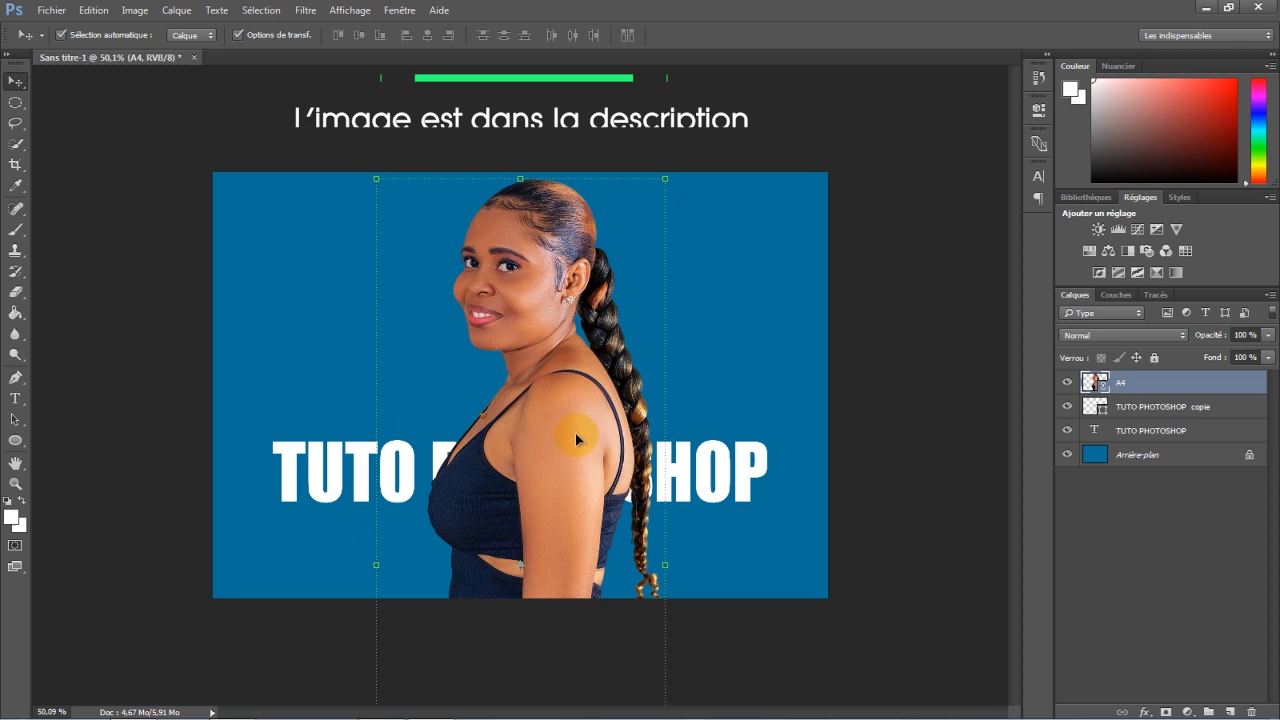 Ps Fichier Edition Image Calque Texte Sélection Filtre Affichage Fenêtre Aide
Sélection automatique : Calque Options de transf. Les indispensables
Sans titre-1 @ 50,1% (A4, RVB/8) * ×
L'image est dans la description
TUTO P SHOP
Couleur Nuancier
Bibliothèques Réglages Styles
Ajouter un réglage
Calques Couches Tracés
Type
Normal Opacité : 100 %
Verrou : Fond : 100 %
A4
TUTO PHOTOSHOP copie
TUTO PHOTOSHOP
Arrière-plan
50,09 % Doc : 4,67 Mo/5,91 Mo